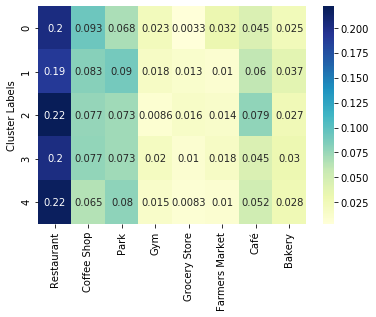 Cluster Labels
0 0.2 0.093 0.068 0.023 0.0033 0.032 0.045 0.025
1 0.19 0.083 0.09 0.018 0.013 0.01 0.06 0.037
2 0.22 0.077 0.073 0.0086 0.016 0.014 0.079 0.027
3 0.2 0.077 0.073 0.02 0.01 0.018 0.045 0.03
4 0.22 0.065 0.08 0.015 0.0083 0.01 0.052 0.028
Restaurant
Coffee Shop
Park
Gym
Grocery Store
Farmers Market
Café
Bakery
0.200
0.175
0.150
0.125
0.100
0.075
0.050
0.025